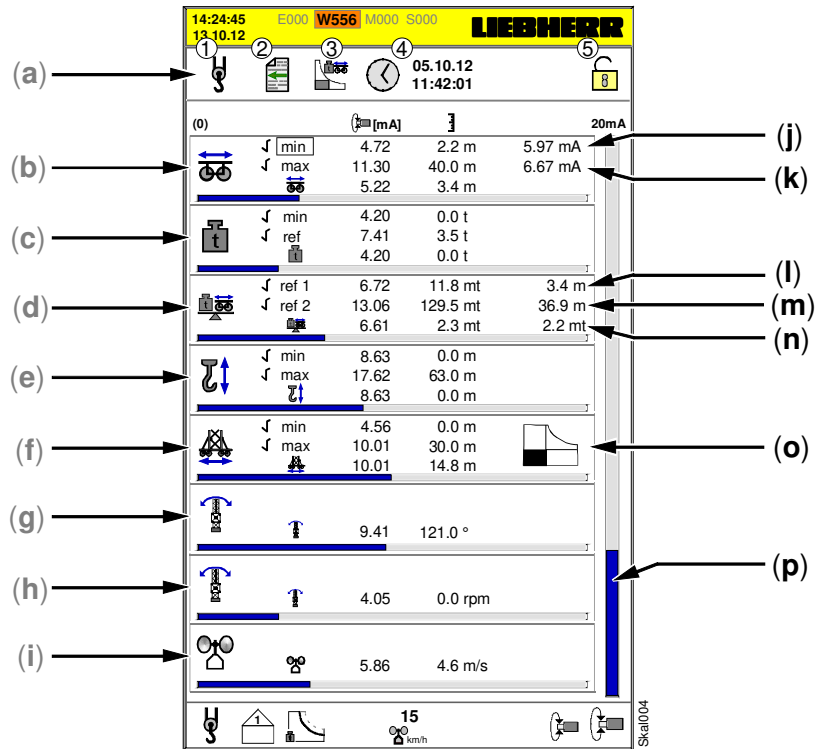 14:24:45 E000 W556 M000 S000 LIEBHERR
13.10.12
1 2 3 4 5
(a) 05.10.12
11:42:01
(0) [mA] 20mA
min 4.72 2.2 m 5.97 mA (j)
(b) max 11.30 40.0 m 6.67 mA (k)
5.22 3.4 m
min 4.20 0.0 t
(c) t ref 7.41 3.5 t
t 4.20 0.0 t
ref 1 6.72 11.8 mt 3.4 m (l)
(d) t ref 2 13.06 129.5 mt 36.9 m (m)
6.61 2.3 mt 2.2 mt (n)
min 8.63 0.0 m
(e) max 17.62 63.0 m
8.63 0.0 m
min 4.56 0.0 m
(f) max 10.01 30.0 m (o)
10.01 14.8 m
(g)
9.41 121.0 °
(h) (p)
4.05 0.0 rpm
(i)
5.86 4.6 m/s
1 15
km/h
Skal004